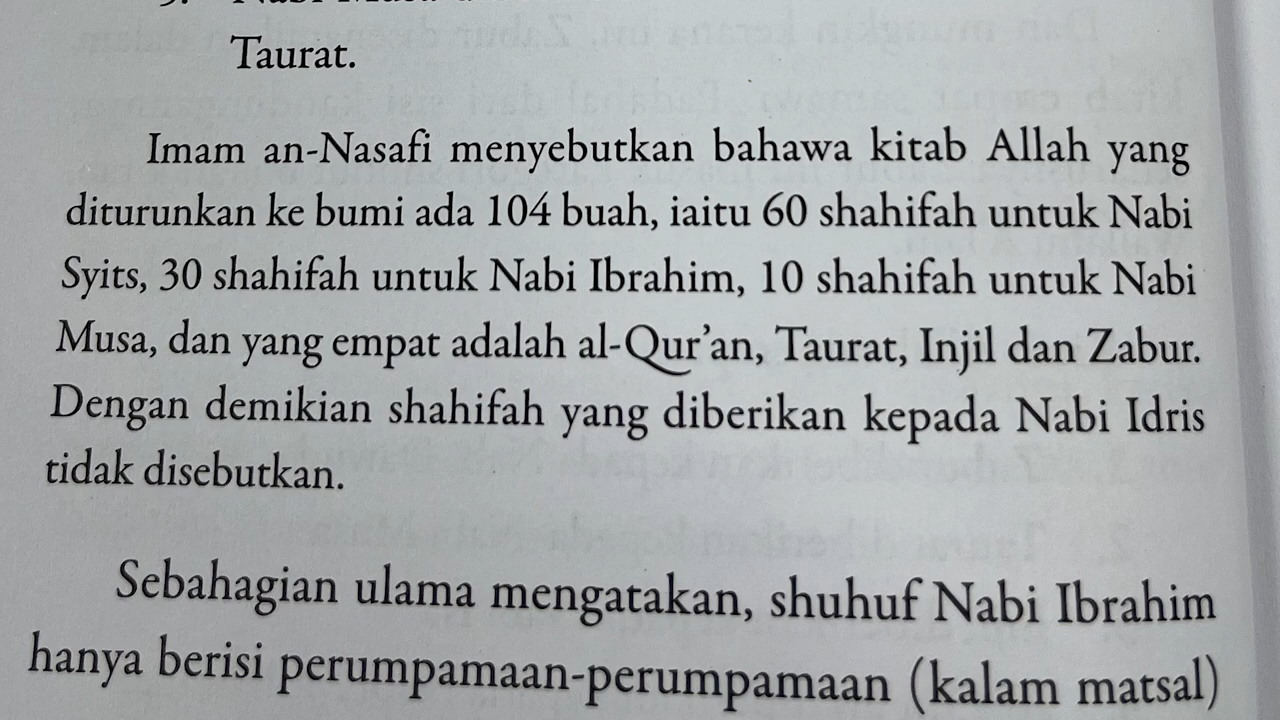 Taurat.
Imam an-Nasafi menyebutkan bahawa kitab Allah yang
diturunkan ke bumi ada 104 buah, iaitu 60 shahifah untuk Nabi
Syits, 30 shahifah untuk Nabi Ibrahim, 10 shahifah untuk Nabi
Musa, dan yang empat adalah al-Qur’an, Taurat, Injil dan Zabur.
Dengan demikian shahifah yang diberikan kepada Nabi Idris
tidak disebutkan.
Sebahagian ulama mengatakan, shuhuf Nabi Ibrahim
hanya berisi perumpamaan-perumpamaan (kalam matsal)